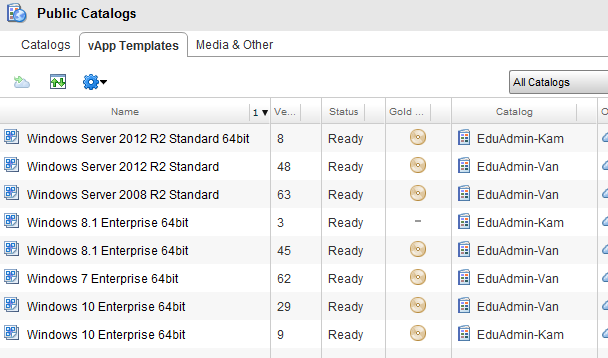 Public Catalogs
Catalogs vApp Templates Media & Other
All Catalogs
Name 1 Ve... Status Gold ... Catalog O
Windows Server 2012 R2 Standard 64bit 8 Ready EduAdmin-Kam
Windows Server 2012 R2 Standard 48 Ready EduAdmin-Van
Windows Server 2008 R2 Standard 63 Ready EduAdmin-Van
Windows 8.1 Enterprise 64bit 3 Ready - EduAdmin-Kam
Windows 8.1 Enterprise 64bit 45 Ready EduAdmin-Van
Windows 7 Enterprise 64bit 62 Ready EduAdmin-Van
Windows 10 Enterprise 64bit 29 Ready EduAdmin-Van
Windows 10 Enterprise 64bit 9 Ready EduAdmin-Kam